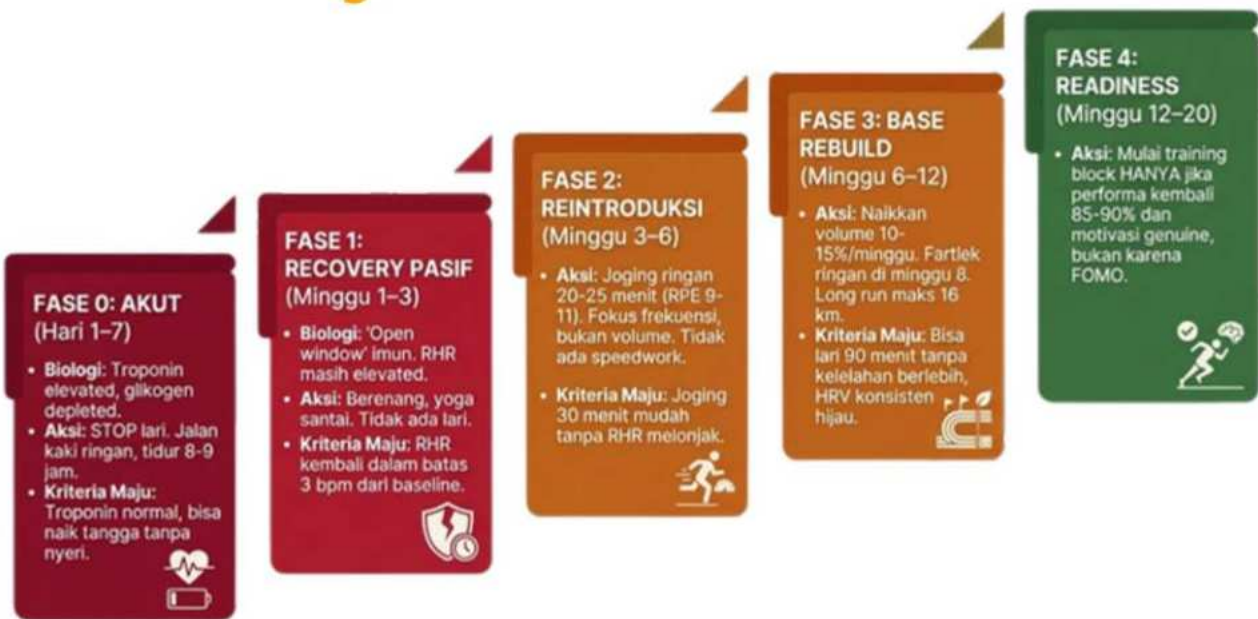 FASE 0: AKUT
(Hari 1–7)
• Biologi: Troponin
elevated, glikogen
depleted.
• Aksi: STOP lari. Jalan
kaki ringan, tidur 8-9
jam.
• Kriteria Maju:
Troponin normal, bisa
naik tangga tanpa
nyeri.
FASE 1:
RECOVERY PASIF
(Minggu 1–3)
• Biologi: 'Open
window' imun. RHR
masih elevated.
• Aksi: Berenang, yoga
santai. Tidak ada lari.
• Kriteria Maju: RHR
kembali dalam batas
3 bpm dari baseline.
FASE 2:
REINTRODUKSI
(Minggu 3–6)
• Aksi: Joging ringan
20-25 menit (RPE 9-
11). Fokus frekuensi,
bukan volume. Tidak
ada speedwork.
• Kriteria Maju: Joging
30 menit mudah
tanpa RHR melonjak.
FASE 3: BASE
REBUILD
(Minggu 6–12)
• Aksi: Naikkan
volume 10-
15%/minggu. Fartlek
ringan di minggu 8.
Long run maks 16
km.
• Kriteria Maju: Bisa
lari 90 menit tanpa
kelelahan berlebih,
HRV konsisten
hijau.
FASE 4:
READINESS
(Minggu 12–20)
• Aksi: Mulai training
block HANYA jika
performa kembali
85-90% dan
motivasi genuine,
bukan karena
FOMO.